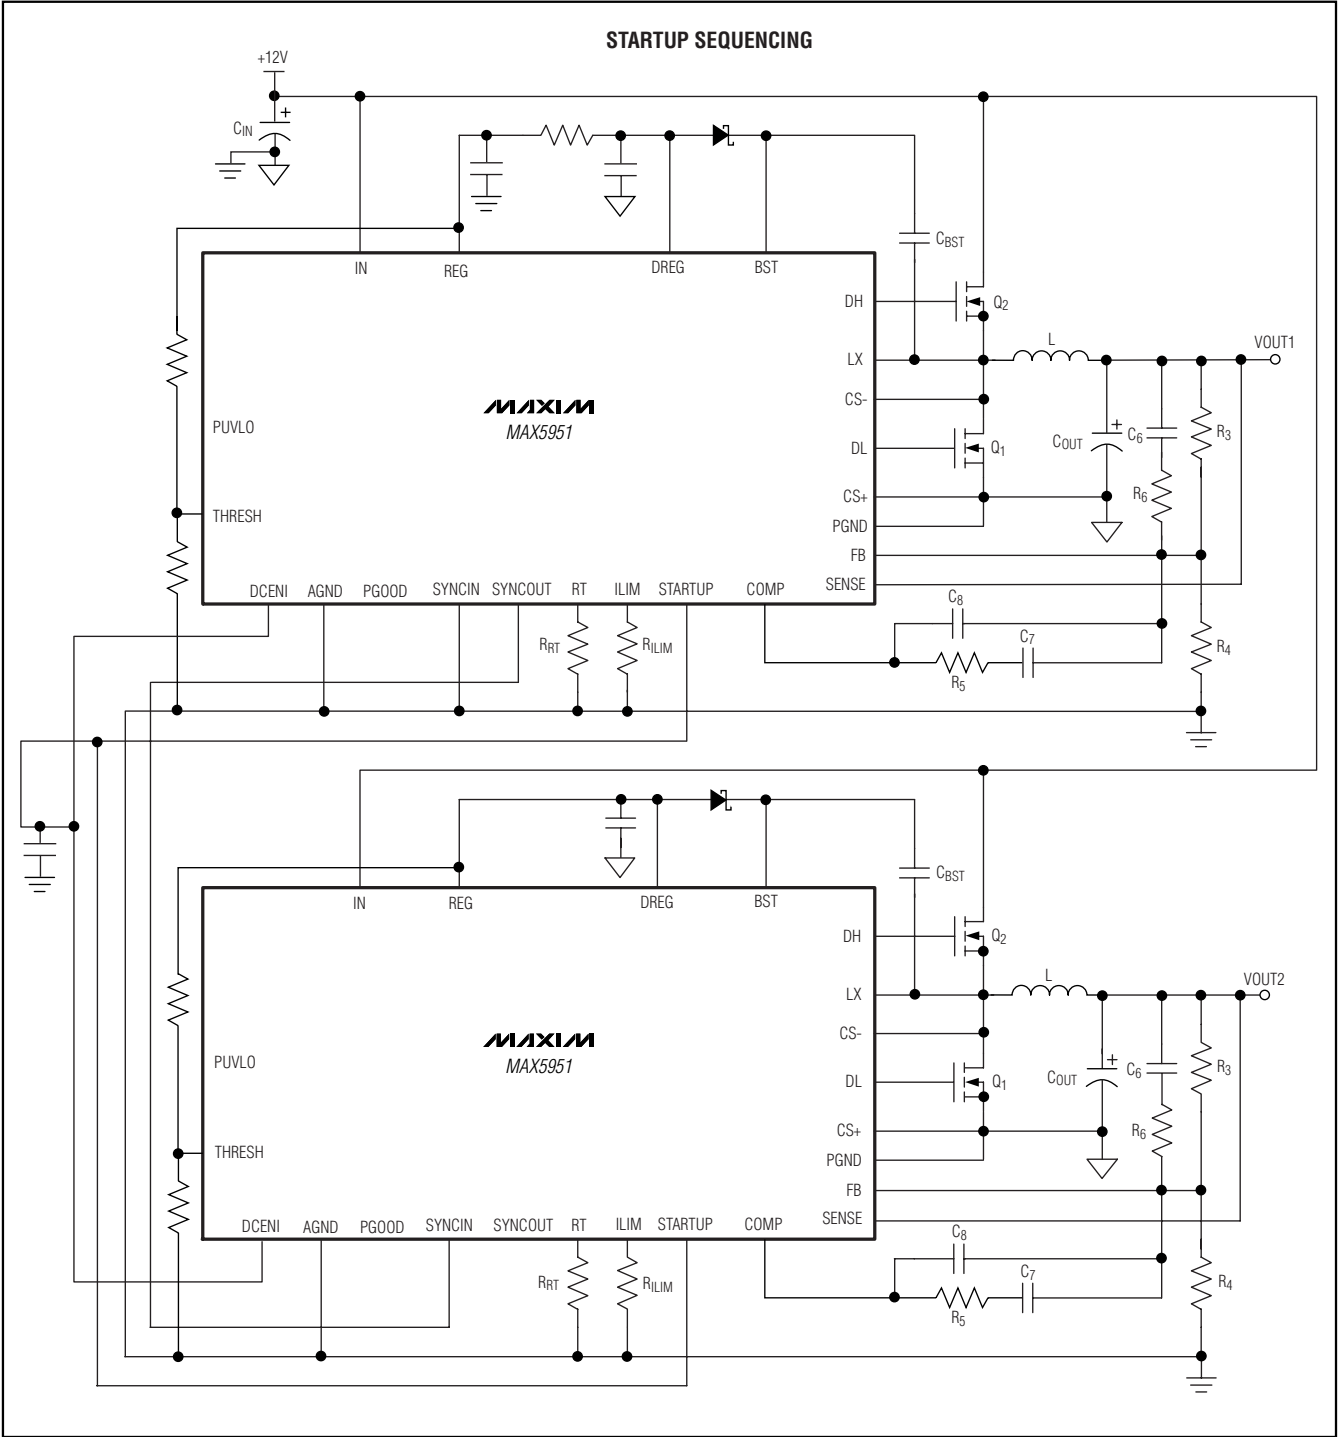 STARTUP SEQUENCING
+12V
+
CIN
CBST
IN
REG
DREG
BST
DH
Q2
LX
L
VOUT1
CS-
PUVLO
MAXIM
MAX5951
DL
Q1
COUT
+
C6
R3
CS+
R6
THRESH
PGND
FB
SENSE
DCENI
AGND
PGOOD
SYNCIN
SYNCOUT
RT
ILIM
STARTUP
COMP
C8
RRT
RILIM
C7
R4
R5
CBST
IN
REG
DREG
BST
DH
Q2
LX
L
VOUT2
CS-
PUVLO
MAXIM
MAX5951
DL
Q1
COUT
+
C6
R3
CS+
R6
THRESH
PGND
FB
SENSE
DCENI
AGND
PGOOD
SYNCIN
SYNCOUT
RT
ILIM
STARTUP
COMP
C8
RRT
RILIM
C7
R4
R5